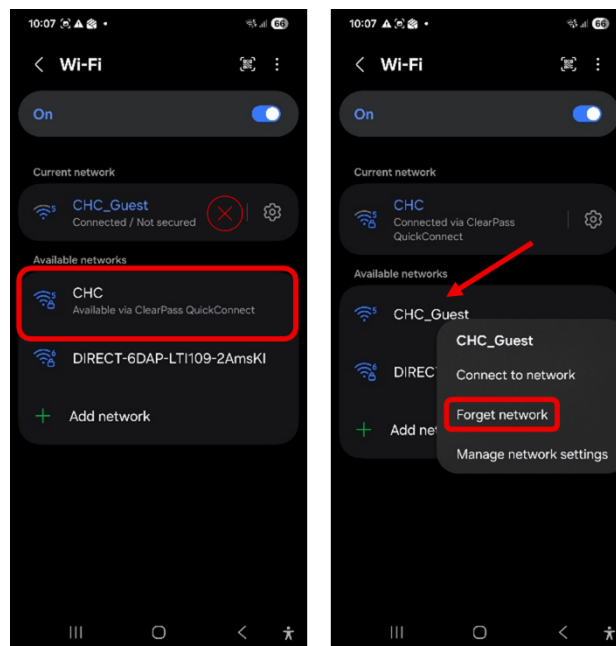 10:07
66
Wi-Fi
On
Current network
CHC_Guest
Connected / Not secured
Available networks
CHC
Available via ClearPass QuickConnect
DIRECT-6DAP-LTI109-2AmsKI
Add network
10:07
66
Wi-Fi
On
Current network
CHC
Connected via ClearPass
QuickConnect
Available networks
CHC_Guest
CHC_Guest
Connect to network
DIREC
Forget network
Add net
Manage network settings